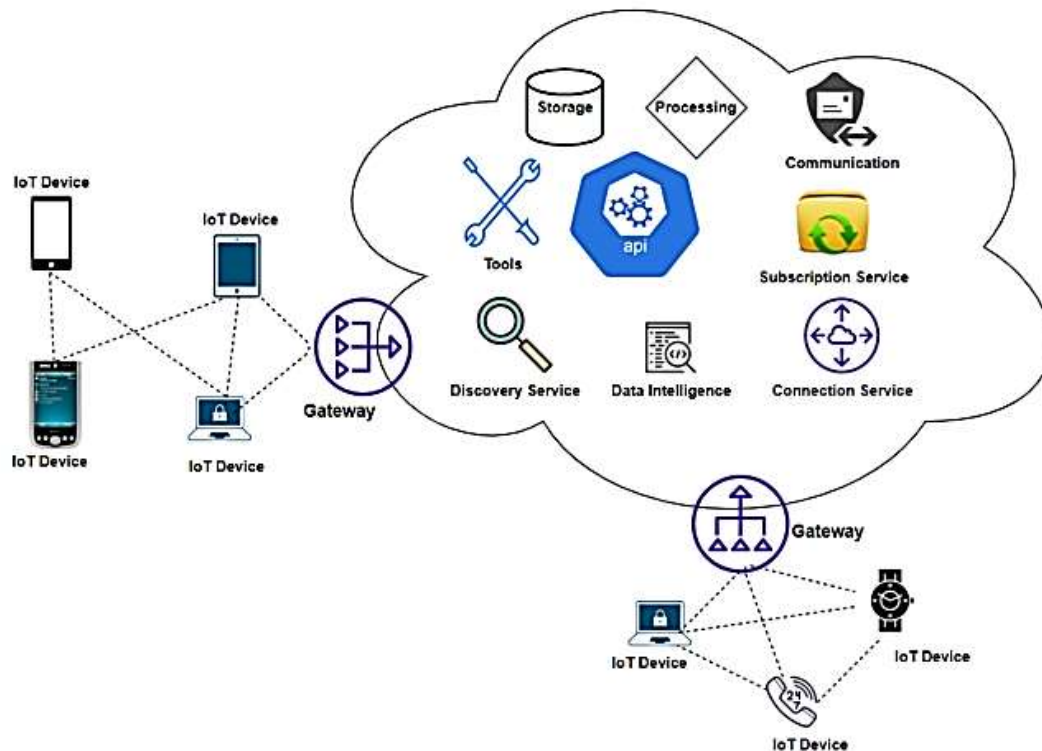 Storage
Processing
Communication
IoT Device
IoT Device
Tools
api
Subscription Service
Gateway
Discovery Service
Data Intelligence
Connection Service
IoT Device
IoT Device
Gateway
IoT Device
IoT Device
24
7
IoT Device